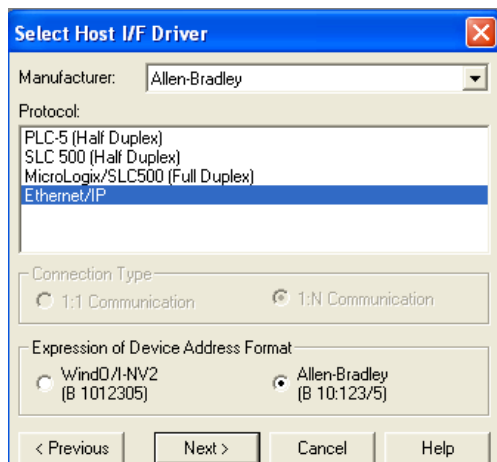 Select Host I/F Driver
Manufacturer: Allen-Bradley
Protocol:
PLC-5 (Half Duplex)
SLC 500 (Half Duplex)
MicroLogix/SLC500 (Full Duplex)
Ethernet/IP
Connection Type
1:1 Communication 1:N Communication
Expression of Device Address Format
WindO/I-NV2 Allen-Bradley
(B 1012305) (B 10:123/5)
< Previous Next > Cancel Help